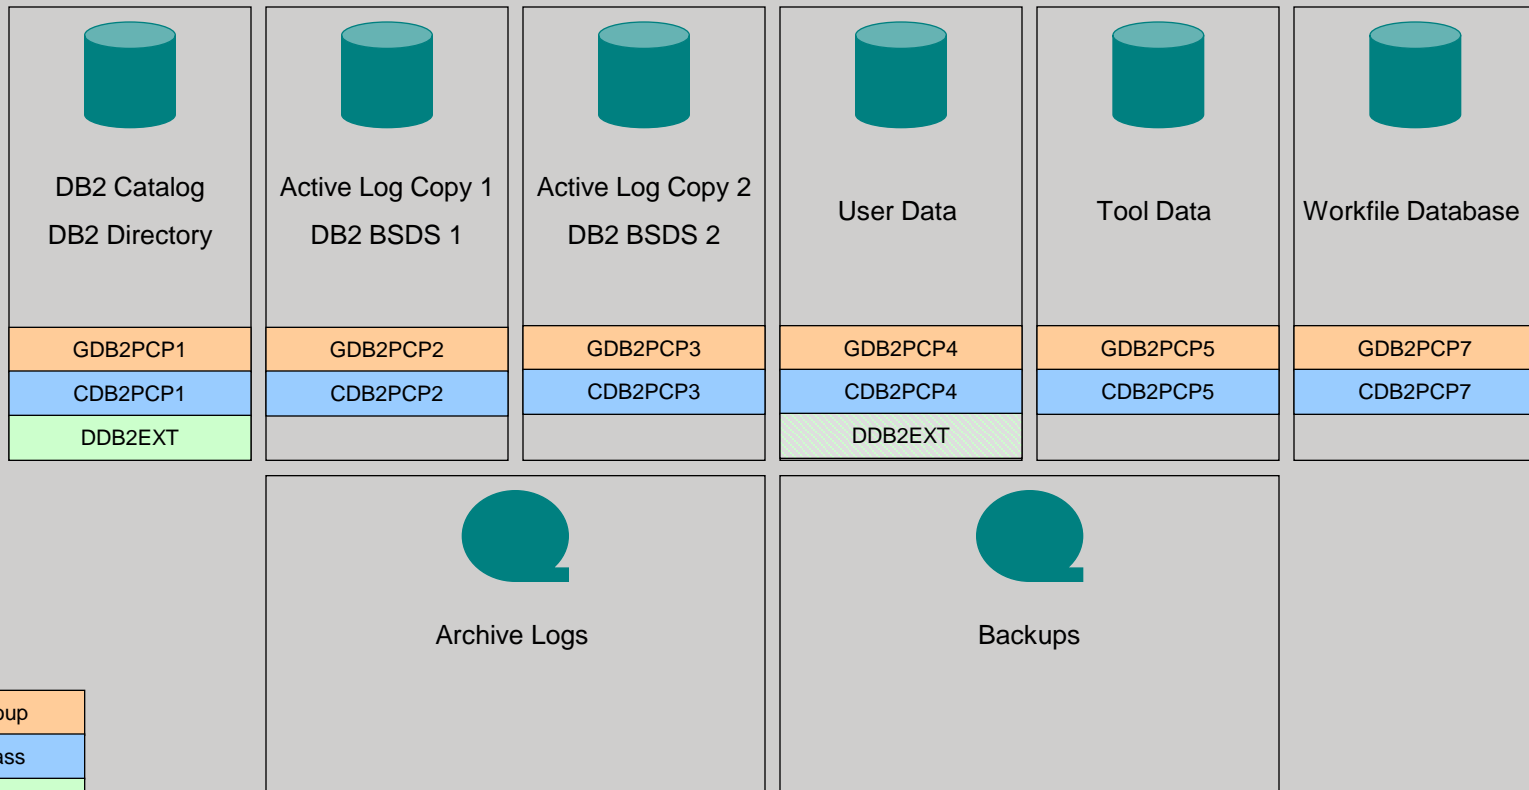 DB2 Catalog
DB2 Directory
Active Log Copy 1
DB2 BSDS 1
Active Log Copy 2
DB2 BSDS 2
User Data
Tool Data
Workfile Database
GDB2PCP1
GDB2PCP2
GDB2PCP3
GDB2PCP4
GDB2PCP5
GDB2PCP7
CDB2PCP1
CDB2PCP2
CDB2PCP3
CDB2PCP4
CDB2PCP5
CDB2PCP7
DDB2EXT
DDB2EXT
Archive Logs
Backups